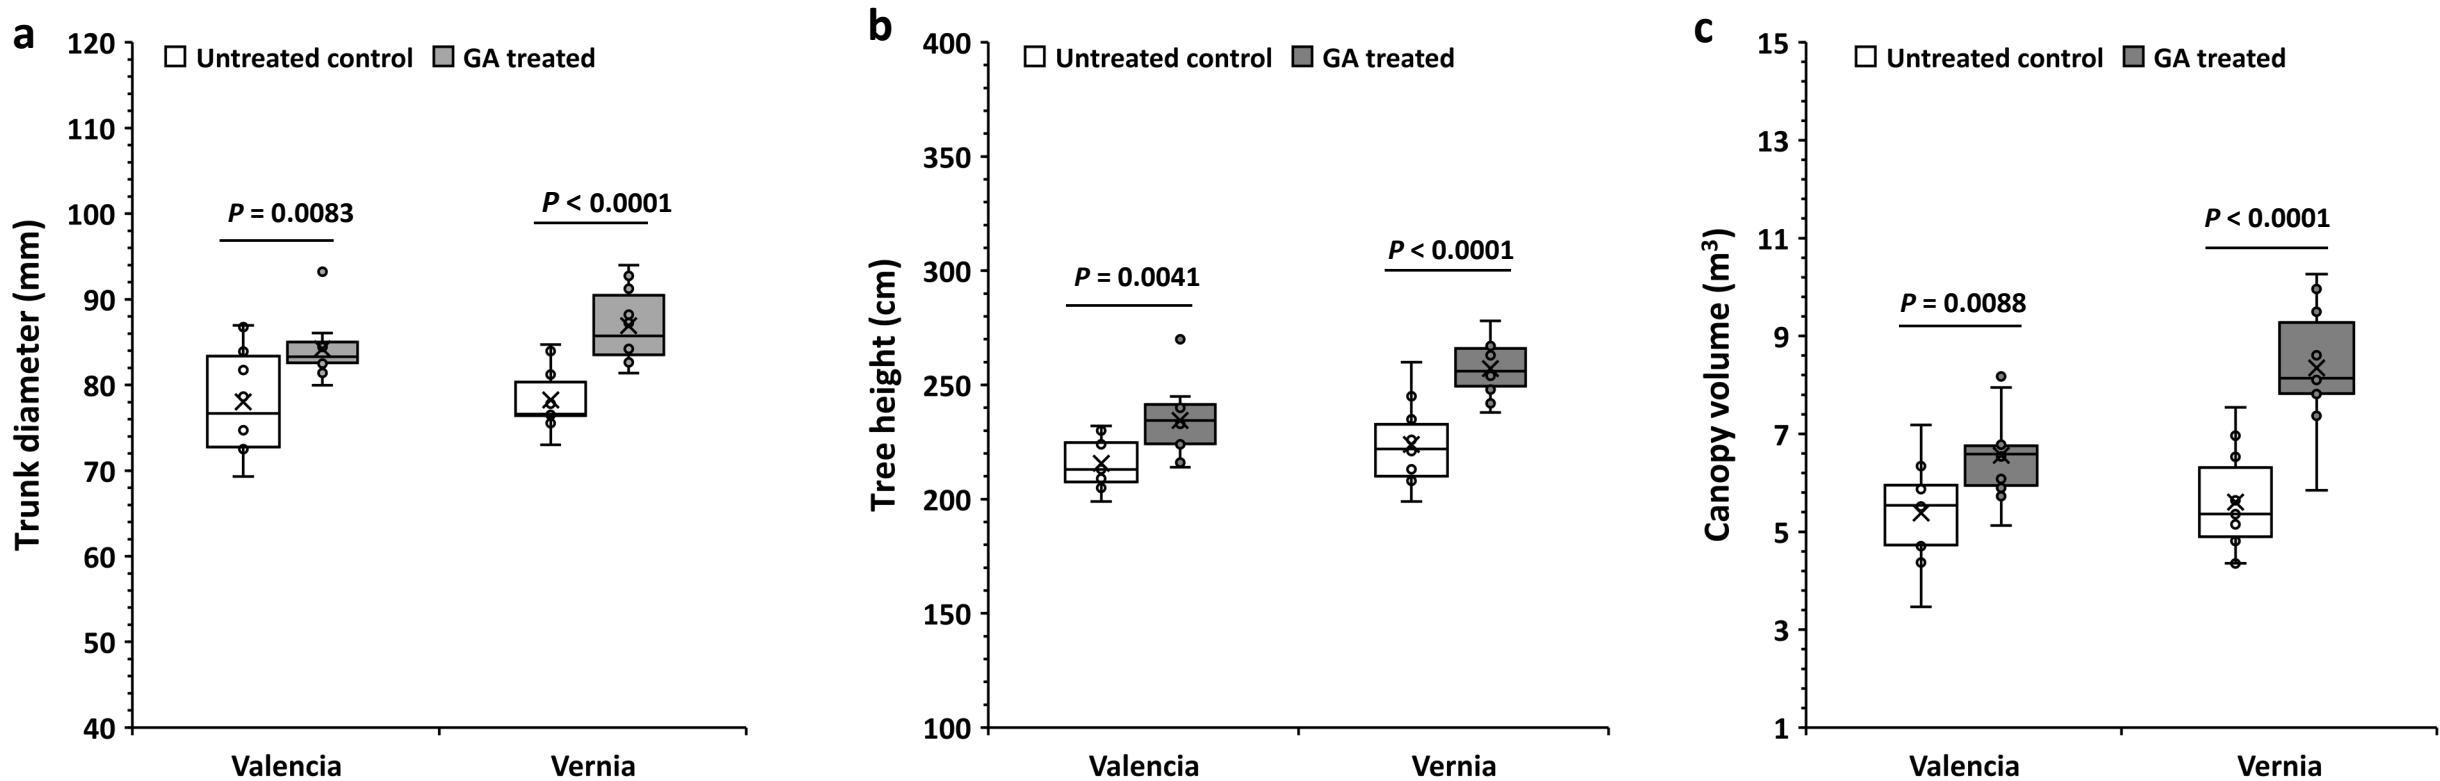 a
Untreated control GA treated
Trunk diameter (mm)
120
110
100
90
80
70
60
50
40
P = 0.0083
P < 0.0001
Valencia Vernia
b
Untreated control GA treated
Tree height (cm)
400
350
300
250
200
150
100
P = 0.0041
P < 0.0001
Valencia Vernia
c
Untreated control GA treated
Canopy volume (m³)
15
13
11
9
7
5
3
1
P = 0.0088
P < 0.0001
Valencia Vernia